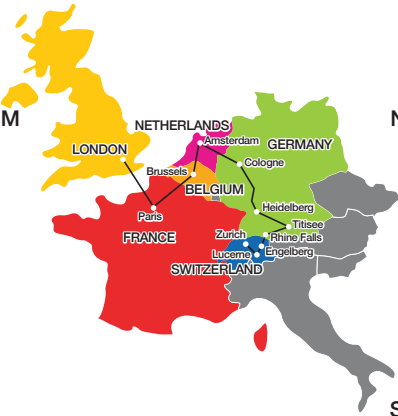 M
N
NETHERLANDS
Amsterdam
LONDON
GERMANY
Cologne
Brussels
BELGIUM
Paris
Heidelberg
Titisee
FRANCE
Zurich
Rhine Falls
Lucerne
Engelberg
SWITZERLAND
S